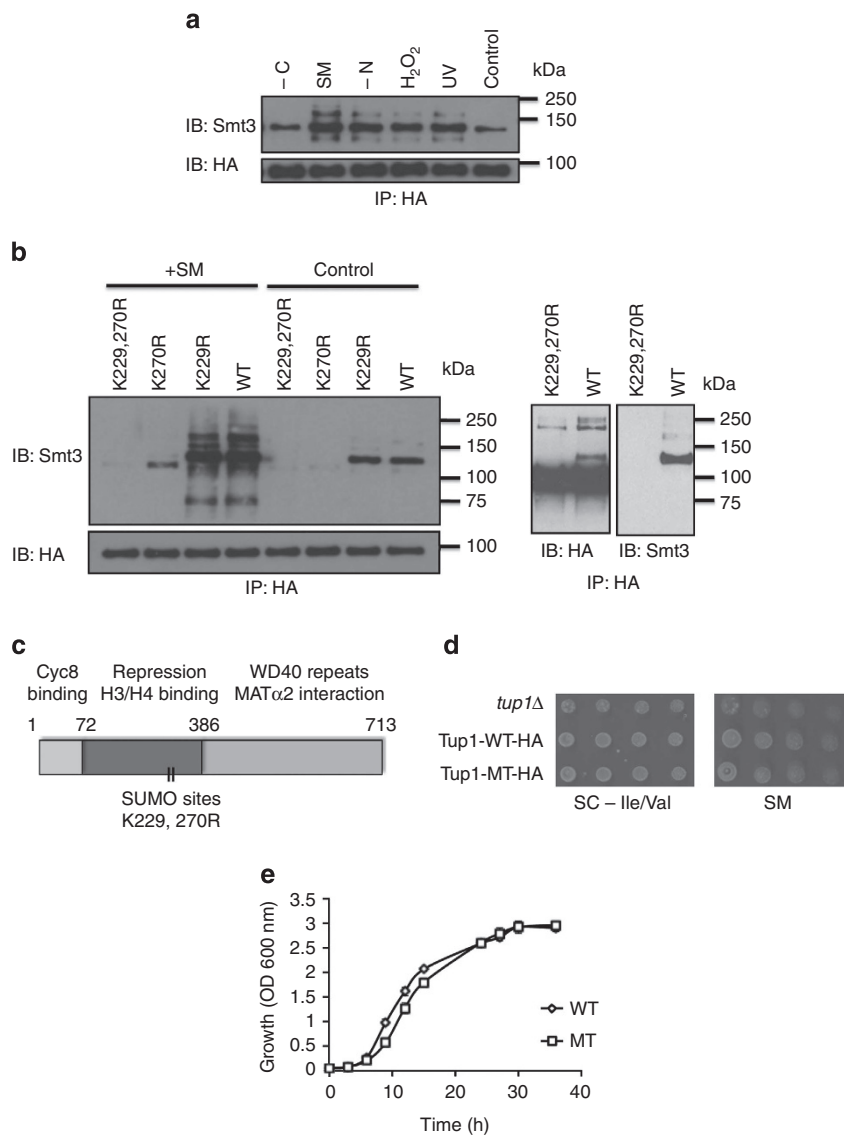 a
– C
SM
– N
H2O2
UV
Control
kDa
250
150
100
IB: Smt3
IB: HA
IP: HA
b
+SM
Control
K229,270R
K270R
K229R
WT
K229,270R
K270R
K229R
WT
kDa
250
150
100
75
100
IB: Smt3
IB: HA
IP: HA
K229,270R
WT
K229,270R
WT
kDa
250
150
100
75
IB: HA
IB: Smt3
IP: HA
c
Cyc8 binding
Repression
H3/H4 binding
WD40 repeats
MATα2 interaction
1
72
386
713
SUMO sites
K229, 270R
d
tup1Δ
Tup1-WT-HA
Tup1-MT-HA
SC – Ile/Val
SM
e
Growth (OD 600 nm)
3.5
3
2.5
2
1.5
1
0.5
0
0
10
20
30
40
Time (h)
WT
MT